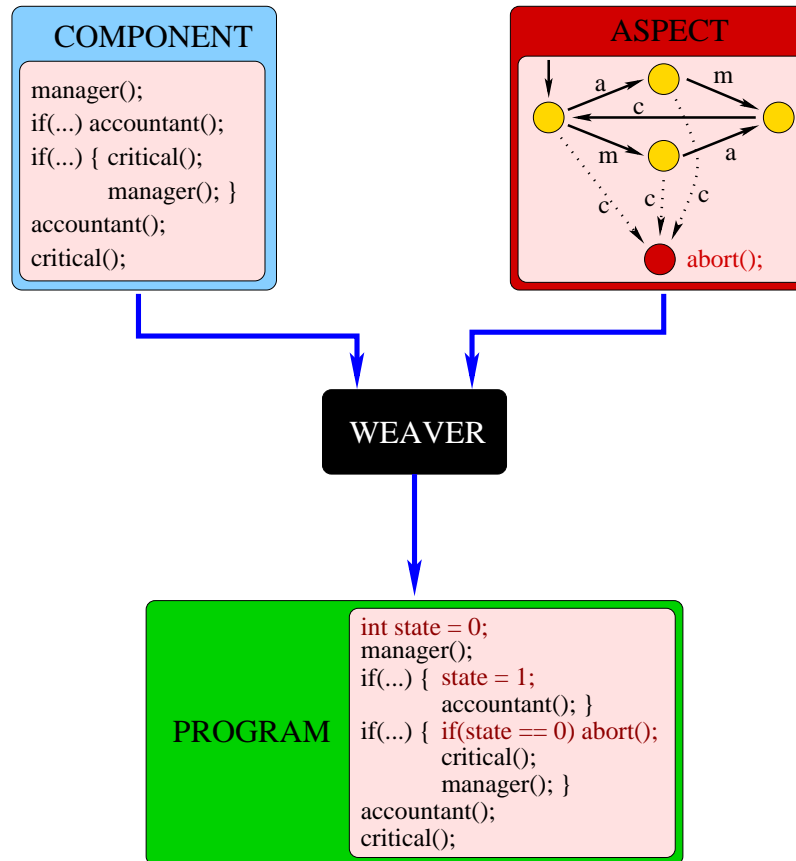 COMPONENT
manager();
if(...) accountant();
if(...) { critical();
manager(); }
accountant();
critical();
ASPECT
a
m
c
m
a
c
c
c
abort();
WEAVER
PROGRAM
int state = 0;
manager();
if(...) { state = 1;
accountant(); }
if(...) { if(state == 0) abort();
critical();
manager(); }
accountant();
critical();